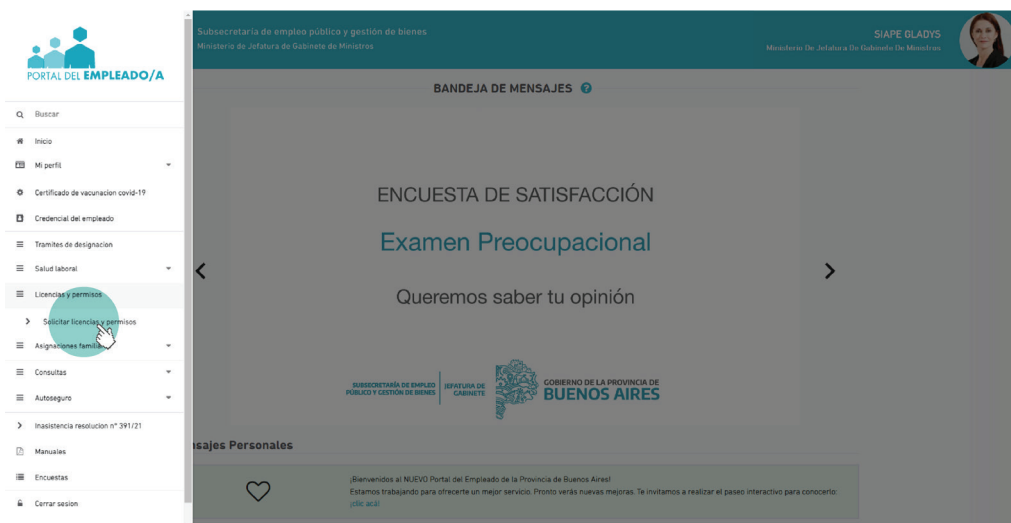 PORTAL DEL EMPLEADO/A
Buscar
Inicio
Mi perfil
Certificado de vacunacion covid-19
Credencial del empleado
Tramites de designacion
Salud laboral
Licencias y permisos
Solicitar licencias y permisos
Asignaciones
Consultas
Autoseguro
Inasistencia resolucion n° 391/21
Manuales
Encuestas
Cerrar sesion
Subsecretaría de empleo público y gestión de bienes
Ministerio de Jefatura de Gabinete de Ministros
SIAPE GLADYS
Ministerio De Jefatura De Gabinete De Ministros
BANDEJA DE MENSAJES
ENCUESTA DE SATISFACCIÓN
Examen Preocupacional
Queremos saber tu opinión
SUBSECRETARÍA DE EMPLEO
PÚBLICO Y GESTIÓN DE BIENES
JEFATURA DE
GABINETE
GOBIERNO DE LA PROVINCIA DE
BUENOS AIRES
nsajes Personales
¡Bienvenidos al NUEVO Portal del Empleado de la Provincia de Buenos Aires!
Estamos trabajando para ofrecerte un mejor servicio. Pronto verás nuevas mejoras. Te invitamos a realizar el paseo interactivo para conocerlo:
¡clic acá!